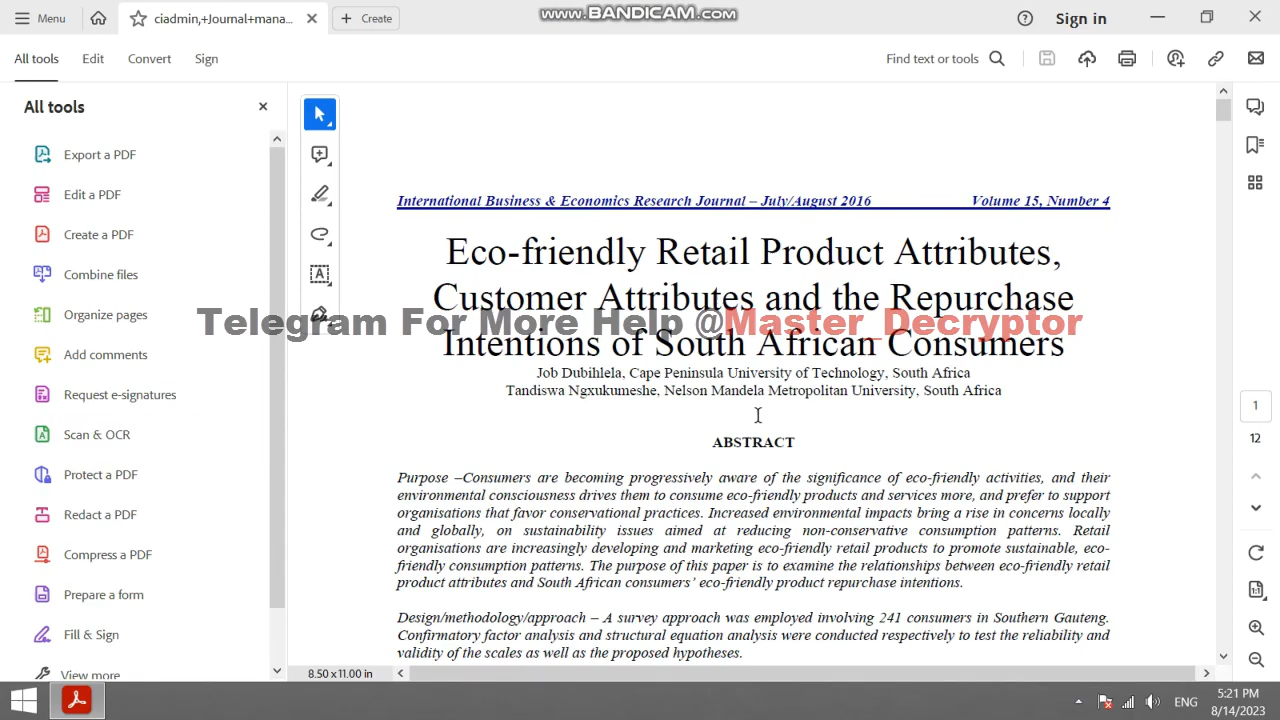 Menu
ciadmin,+Journal+mana...
Create
www.BANDICAM.com
Sign in
All tools
Edit
Convert
Sign
Find text or tools
All tools
Export a PDF
Edit a PDF
Create a PDF
Combine files
Organize pages
Add comments
Request e-signatures
Scan & OCR
Protect a PDF
Redact a PDF
Compress a PDF
Prepare a form
Fill & Sign
View more
International Business & Economics Research Journal – July/August 2016 Volume 15, Number 4
Eco-friendly Retail Product Attributes,
Customer Attributes and the Repurchase
Telegram For More Help @Master_Decryptor
Intentions of South African Consumers
Job Dubihlela, Cape Peninsula University of Technology, South Africa
Tandiswa Ngxukumeshe, Nelson Mandela Metropolitan University, South Africa
ABSTRACT
Purpose –Consumers are becoming progressively aware of the significance of eco-friendly activities, and their
environmental consciousness drives them to consume eco-friendly products and services more, and prefer to support
organisations that favor conservational practices. Increased environmental impacts bring a rise in concerns locally
and globally, on sustainability issues aimed at reducing non-conservative consumption patterns. Retail
organisations are increasingly developing and marketing eco-friendly retail products to promote sustainable, eco-
friendly consumption patterns. The purpose of this paper is to examine the relationships between eco-friendly retail
product attributes and South African consumers' eco-friendly product repurchase intentions.
Design/methodology/approach – A survey approach was employed involving 241 consumers in Southern Gauteng.
Confirmatory factor analysis and structural equation analysis were conducted respectively to test the reliability and
validity of the scales as well as the proposed hypotheses.
8.50 x 11.00 in
1
12
1:1
ENG
5:21 PM
8/14/2023